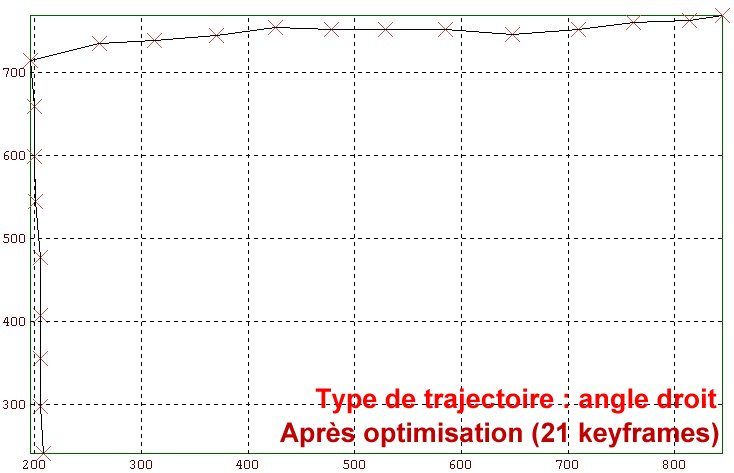 700
600
500
400
300
Type de trajectoire : angle droit
Après optimisation (21 keyframes)
200 300 400 500 600 700 800